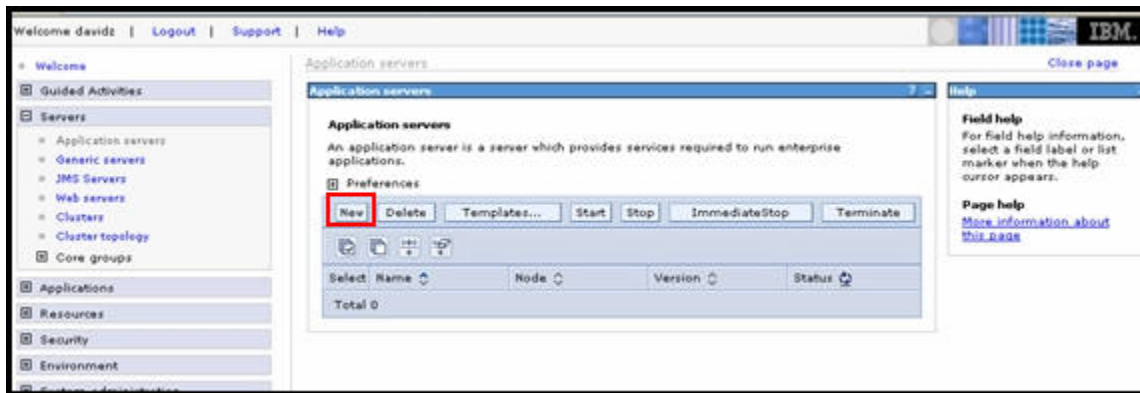 Welcome davidz | Logout | Support | Help
IBM.
Welcome
Guided Activities
Servers
Application servers
Generic servers
JMS Servers
Web servers
Clusters
Cluster topology
Core groups
Applications
Resources
Security
Environment
System administration
Application servers
Close page
Application servers ? -
Application servers
An application server is a server which provides services required to run enterprise
applications.
Preferences
New Delete Templates... Start Stop ImmediateStop Terminate
Select Name Node Version Status
Total 0
Help
Field help
For field help information,
select a field label or list
marker when the help
cursor appears.
Page help
More information about
this page